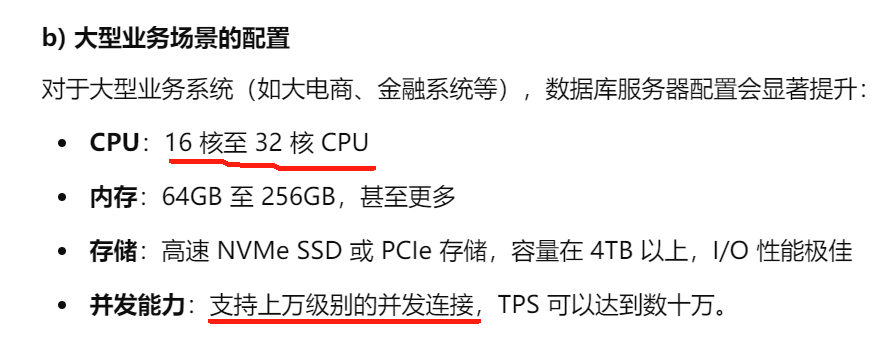 b) 大型业务场景的配置
对于大型业务系统（如大电商、金融系统等），数据库服务器配置会显著提升：
• CPU：16 核至 32 核 CPU
• 内存：64GB 至 256GB，甚至更多
• 存储：高速 NVMe SSD 或 PCIe 存储，容量在 4TB 以上，I/O 性能极佳
• 并发能力：支持上万级别的并发连接，TPS 可以达到数十万。